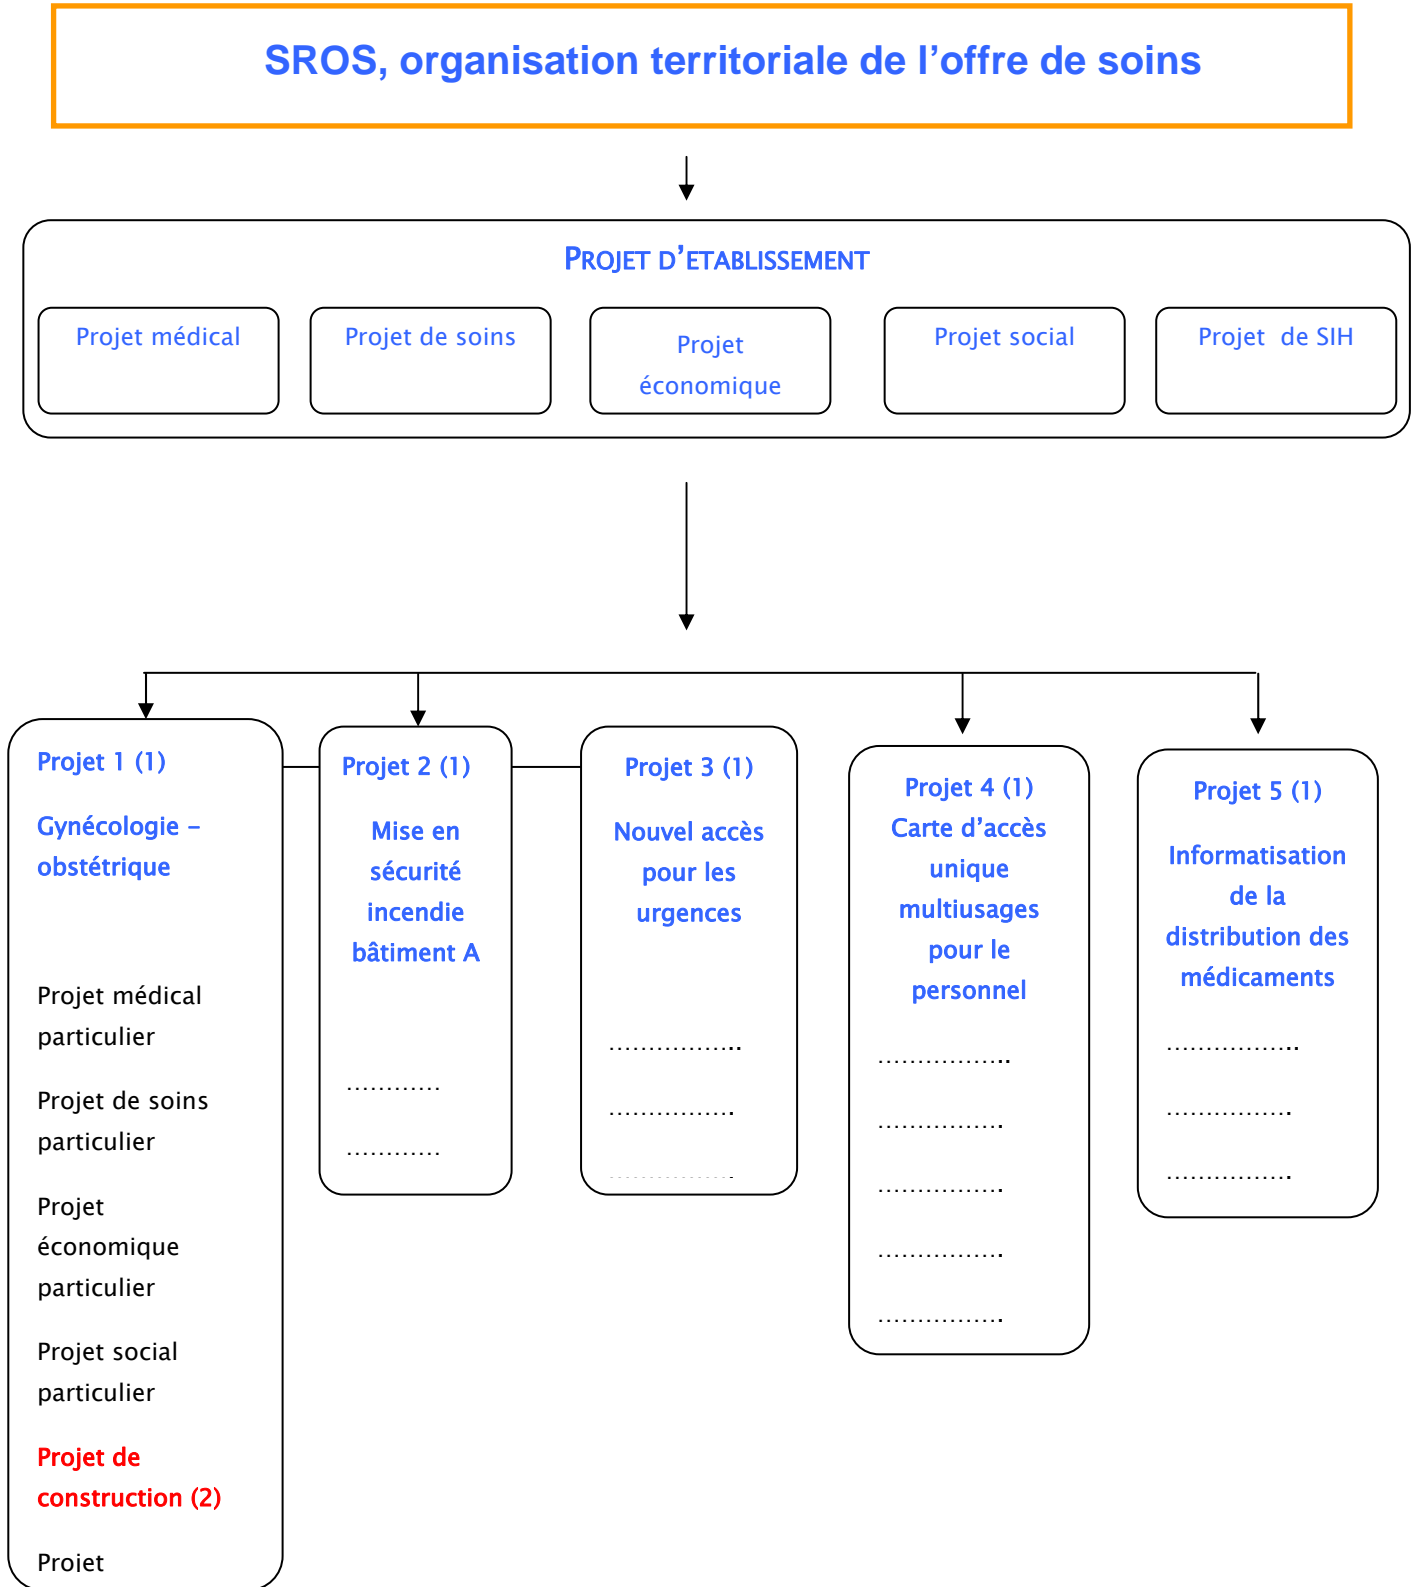 SROS, organisation territoriale de l’offre de soins
PROJET D’ETABLISSEMENT
Projet médical
Projet de soins
Projet
économique
Projet social
Projet de SIH
Projet 1 (1)
Gynécologie –
obstétrique
Projet médical
particulier
Projet de soins
particulier
Projet
économique
particulier
Projet social
particulier
Projet de
construction (2)
Projet
Projet 2 (1)
Mise en
sécurité
incendie
bâtiment A
…………
…………
Projet 3 (1)
Nouvel accès
pour les
urgences
……………..
…………….
…………….
Projet 4 (1)
Carte d’accès
unique
multiusages
pour le
personnel
……………..
…………….
…………….
…………….
…………….
Projet 5 (1)
Informatisation
de la
distribution des
médicaments
……………..
…………….
…………….